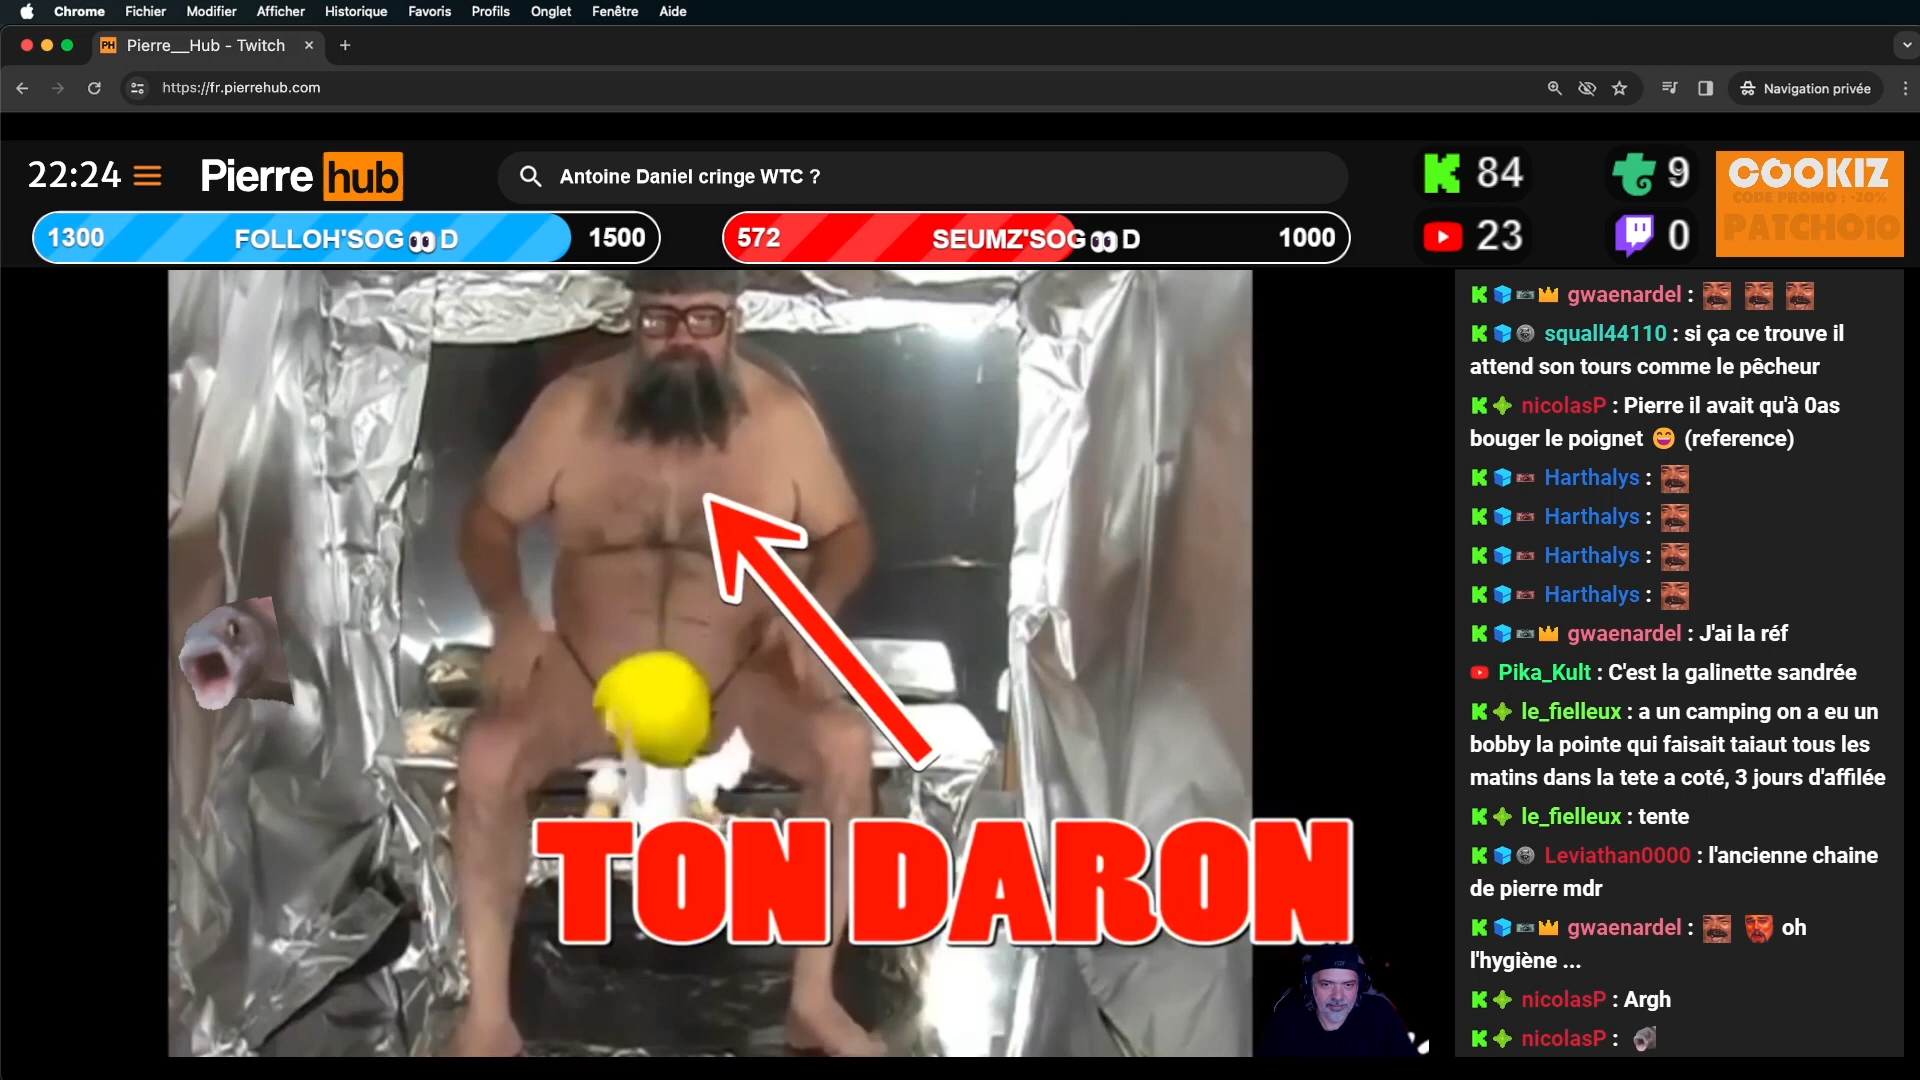 Chrome Fichier Modifier Afficher Historique Favoris Profils Onglet Fenêtre Aide
PH Pierre__Hub - Twitch
https://fr.pierrehub.com
Navigation privée
22:24
Pierre hub
Antoine Daniel cringe WTC ?
84
9
23
0
COOKIZ
CODE PROMO : -20%
PATCHO10
1300 FOLLOH'SOG👀D 1500
572 SEUMZ'SOG👀D 1000
gwaenardel :
squall44110 : si ça ce trouve il
attend son tours comme le pêcheur
nicolasP : Pierre il avait qu'à 0as
bouger le poignet 😄 (reference)
Harthalys :
Harthalys :
Harthalys :
Harthalys :
gwaenardel : J'ai la réf
Pika_Kult : C'est la galinette sandrée
le_fielleux : a un camping on a eu un
bobby la pointe qui faisait taiaut tous les
matins dans la tete a coté, 3 jours d'affilée
le_fielleux : tente
Leviathan0000 : l'ancienne chaine
de pierre mdr
gwaenardel : oh
l'hygiène ...
nicolasP : Argh
nicolasP :
TON DARON